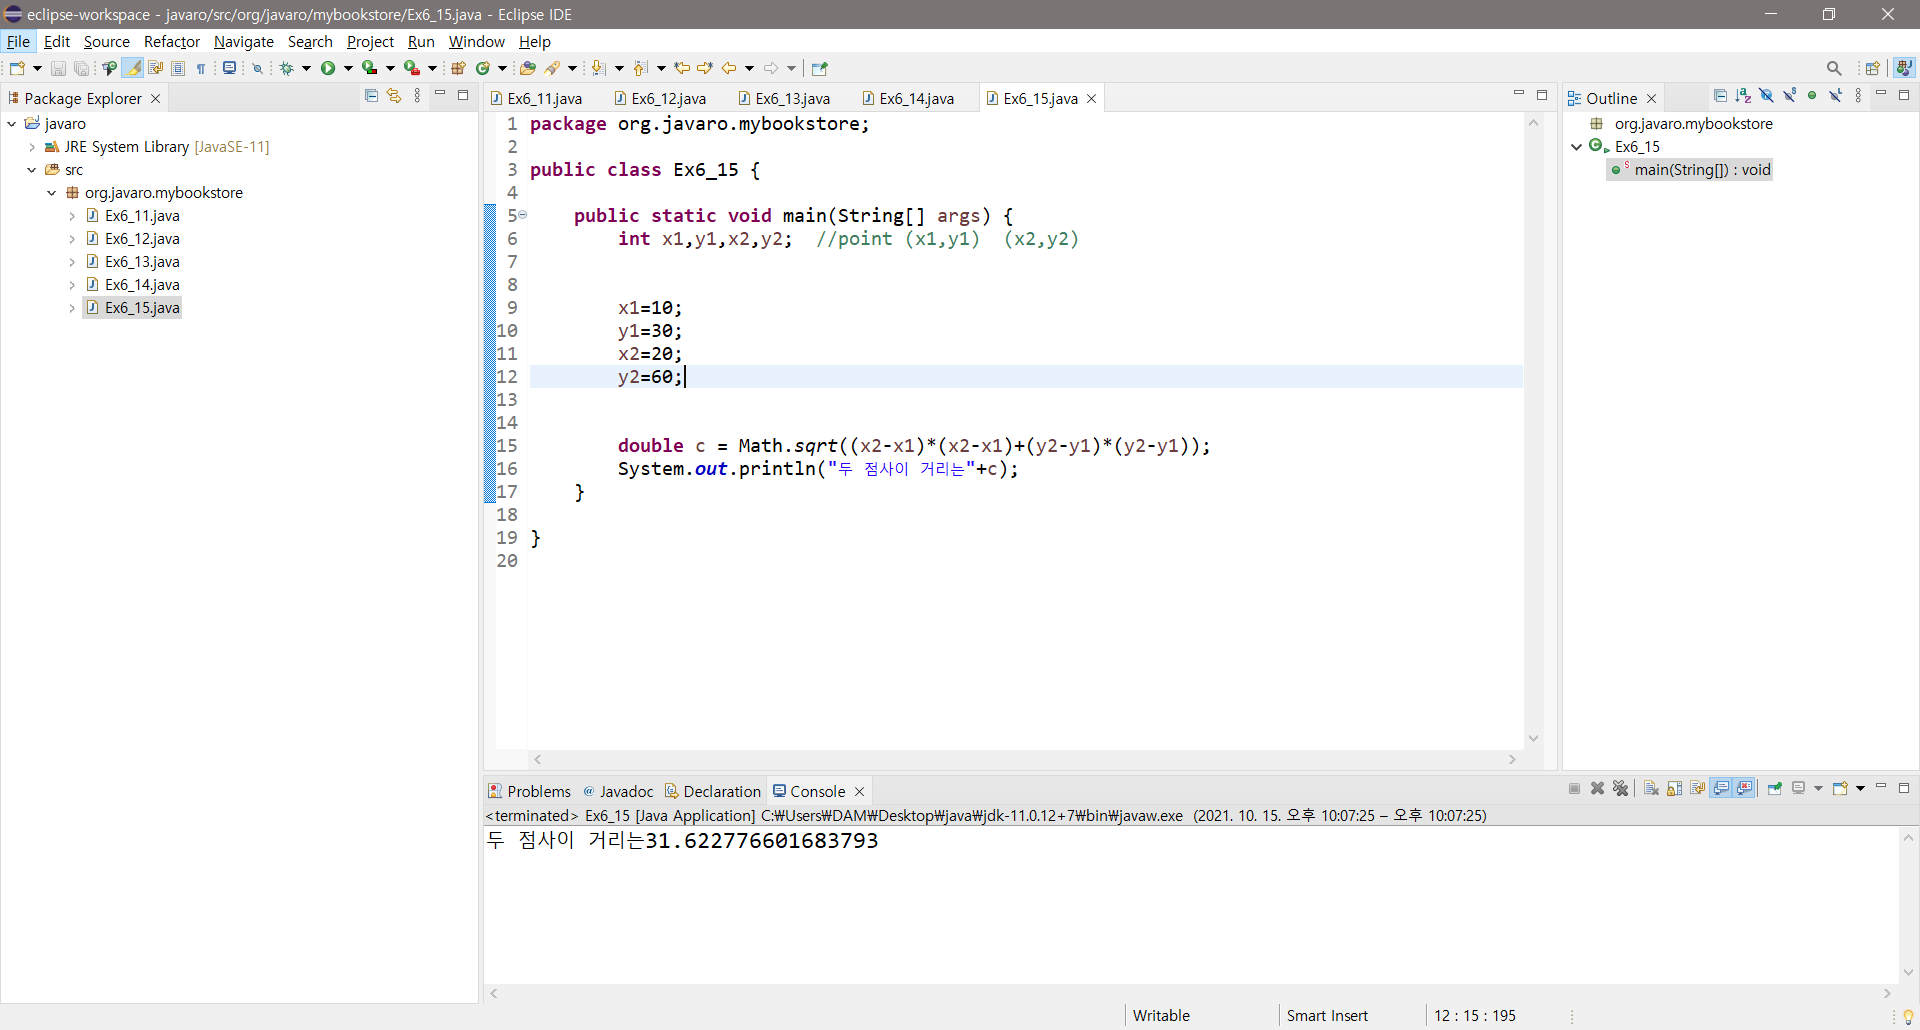 eclipse-workspace - javaro/src/org/javaro/mybookstore/Ex6_15.java - Eclipse IDE
File Edit Source Refactor Navigate Search Project Run Window Help
Package Explorer
javaro
JRE System Library [JavaSE-11]
src
org.javaro.mybookstore
Ex6_11.java
Ex6_12.java
Ex6_13.java
Ex6_14.java
Ex6_15.java
Ex6_11.java Ex6_12.java Ex6_13.java Ex6_14.java Ex6_15.java
1 package org.javaro.mybookstore;
2
3 public class Ex6_15 {
4
5 public static void main(String[] args) {
6 int x1,y1,x2,y2; //point (x1,y1) (x2,y2)
7
8
9 x1=10;
10 y1=30;
11 x2=20;
12 y2=60;
13
14
15 double c = Math.sqrt((x2-x1)*(x2-x1)+(y2-y1)*(y2-y1));
16 System.out.println("두 점사이 거리는"+c);
17 }
18
19 }
20
Outline
org.javaro.mybookstore
Ex6_15
main(String[]) : void
Problems @ Javadoc Declaration Console
<terminated> Ex6_15 [Java Application] C:₩Users₩DAM₩Desktop₩java₩jdk-11.0.12+7₩bin₩javaw.exe (2021. 10. 15. 오후 10:07:25 – 오후 10:07:25)
두 점사이 거리는31.622776601683793
Writable Smart Insert 12 : 15 : 195